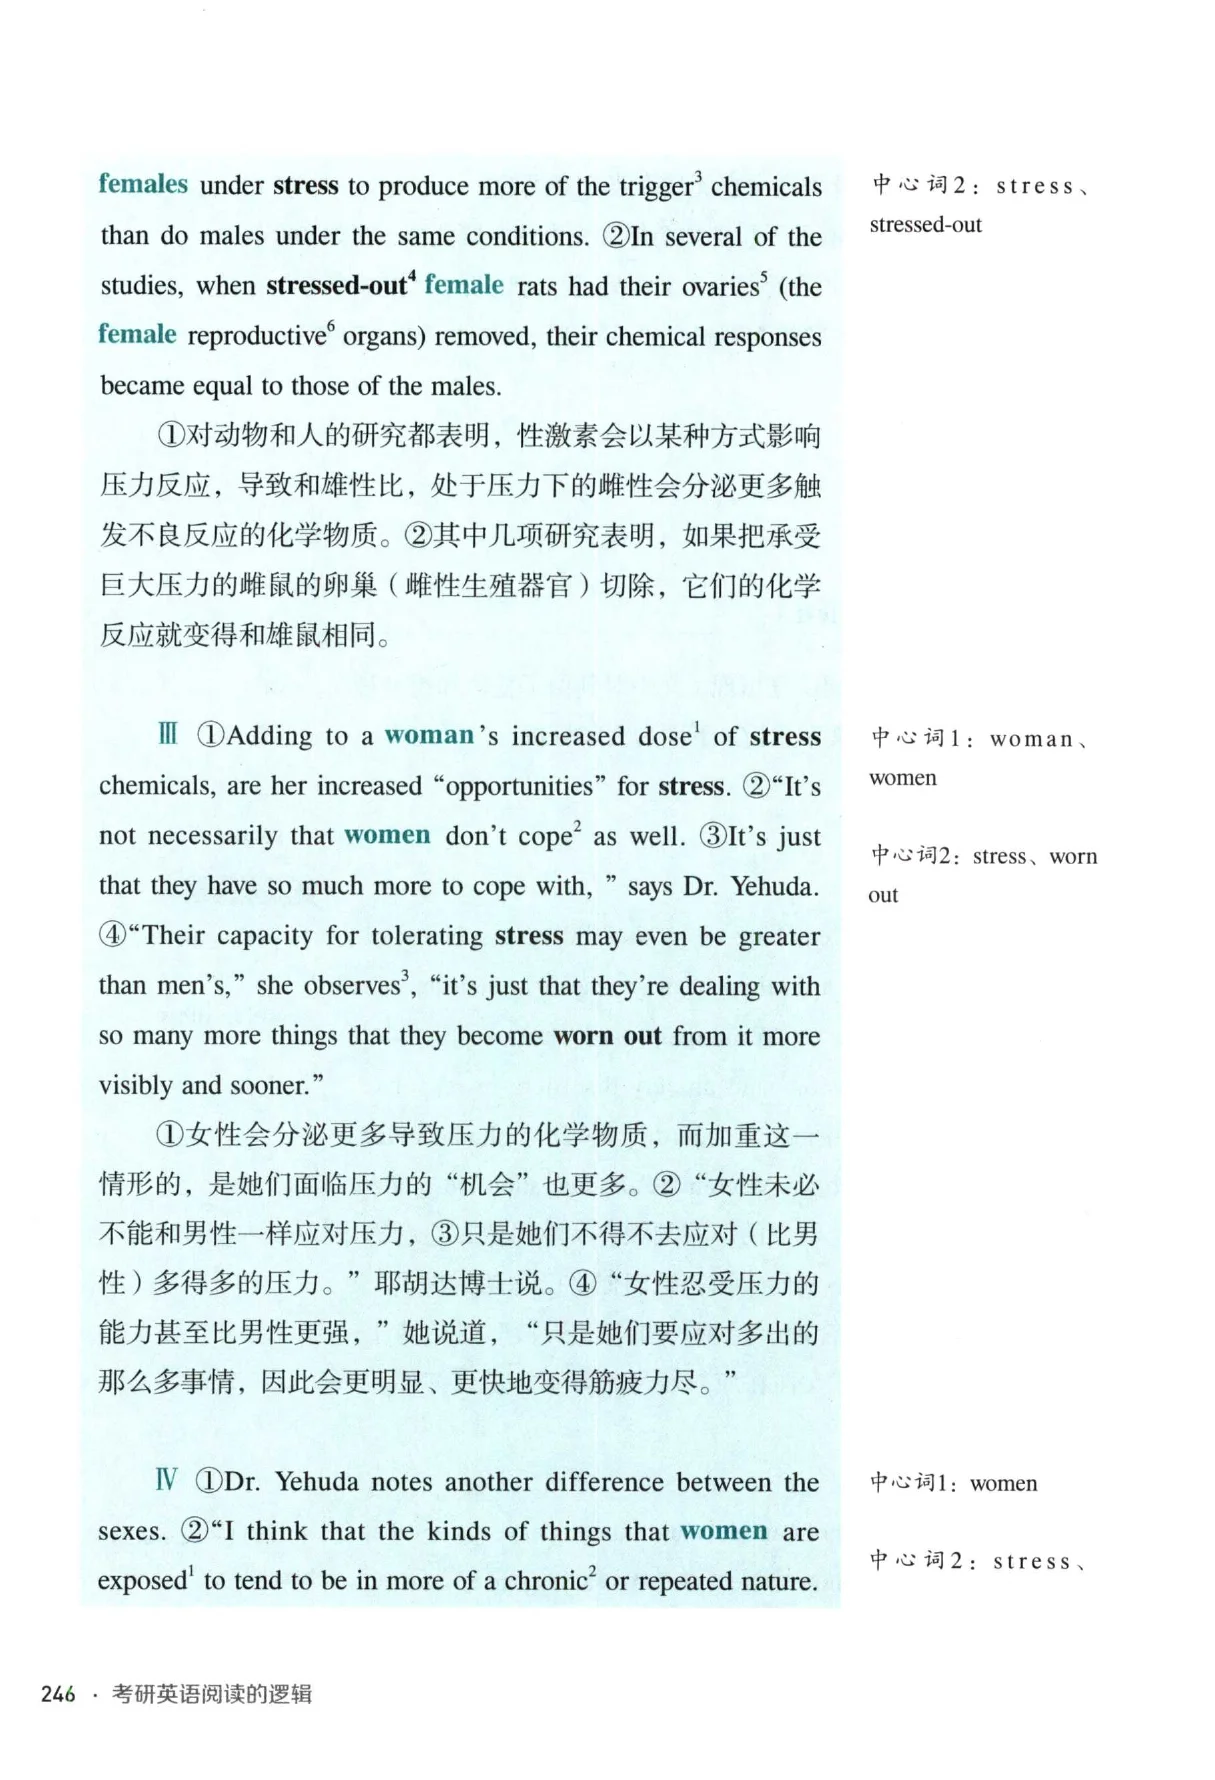 females under stress to produce more of the trigger³ chemicals
than do males under the same conditions. ②In several of the
studies, when stressed-out⁴ female rats had their ovaries⁵ (the
female reproductive⁶ organs) removed, their chemical responses
became equal to those of the males.
中心词2：stress、
stressed-out
①对动物和人的研究都表明，性激素会以某种方式影响
压力反应，导致和雄性比，处于压力下的雌性会分泌更多触
发不良反应的化学物质。②其中几项研究表明，如果把承受
巨大压力的雌鼠的卵巢（雌性生殖器官）切除，它们的化学
反应就变得和雄鼠相同。
Ⅲ ①Adding to a woman's increased dose¹ of stress
chemicals, are her increased “opportunities” for stress. ②“It's
not necessarily that women don't cope² as well. ③It's just
that they have so much more to cope with, ” says Dr. Yehuda.
④“Their capacity for tolerating stress may even be greater
than men's,” she observes³, “it's just that they're dealing with
so many more things that they become worn out from it more
visibly and sooner.”
中心词1：woman、
women
中心词2：stress、worn
out
①女性会分泌更多导致压力的化学物质，而加重这一
情形的，是她们面临压力的“机会”也更多。②“女性未必
不能和男性一样应对压力，③只是她们不得不去应对（比男
性）多得多的压力。”耶胡达博士说。④“女性忍受压力的
能力甚至比男性更强，”她说道，“只是她们要应对多出的
那么多事情，因此会更明显、更快地变得筋疲力尽。”
Ⅳ ①Dr. Yehuda notes another difference between the
sexes. ②“I think that the kinds of things that women are
exposed¹ to tend to be in more of a chronic² or repeated nature.
中心词1：women
中心词2：stress、
246 · 考研英语阅读的逻辑